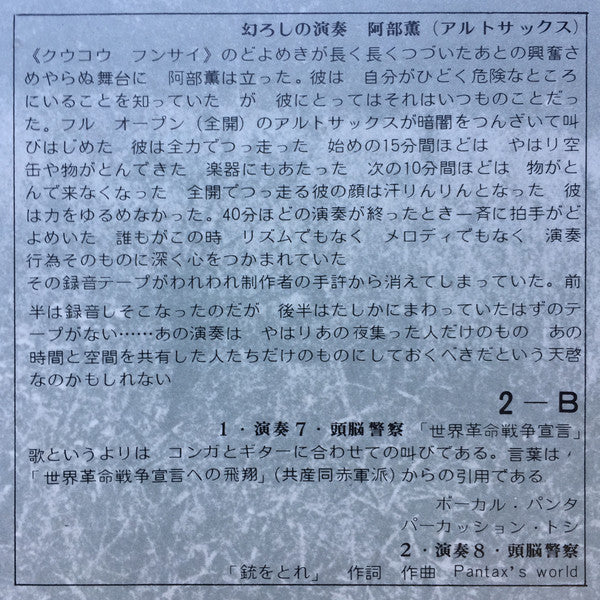 幻ろしの演奏　阿部薫（アルトサックス）
《クウコウ　フンサイ》のどよめきが長く長くつづいたあとの興奮さ
めやらぬ舞台に　阿部薫は立った。彼は　自分がひどく危険なところ
にいることを知っていた　が　彼にとってはそれはいつものことだっ
た。フル　オープン（全開）のアルトサックスが暗闇をつんざいて叫
びはじめた　彼は全力でつっ走った　始めの15分間ほどは　やはり空
缶や物がとんできた　楽器にもあたった　次の10分間ほどは　物がと
んで来なくなった　全開でつっ走る彼の顔は汗りんりんとなった　彼
は力をゆるめなかった。40分ほどの演奏が終ったとき一斉に拍手がど
よめいた　誰もがこの時　リズムでもなく　メロディでもなく　演奏
行為そのものに深く心をつかまれていた
その録音テープがわれわれ制作者の手許から消えてしまっていた。前
半は録音しそこなったのだが　後半はたしかにまわっていたはずのテ
ープがない……あの演奏は　やはりあの夜集った人だけのもの　あの
時間と空間を共有した人たちだけのものにしておくべきだという天啓
なのかもしれない
2－B
1・演奏7・頭脳警察　「世界革命戦争宣言」
歌というよりは　コンガとギターに合わせての叫びである。言葉は，
「世界革命戦争宣言への飛翔」（共産同赤軍派）からの引用である
ボーカル・パンタ
パーカッション・トシ
2・演奏8・頭脳警察
「銃をとれ」　作詞　作曲　Pantax's world